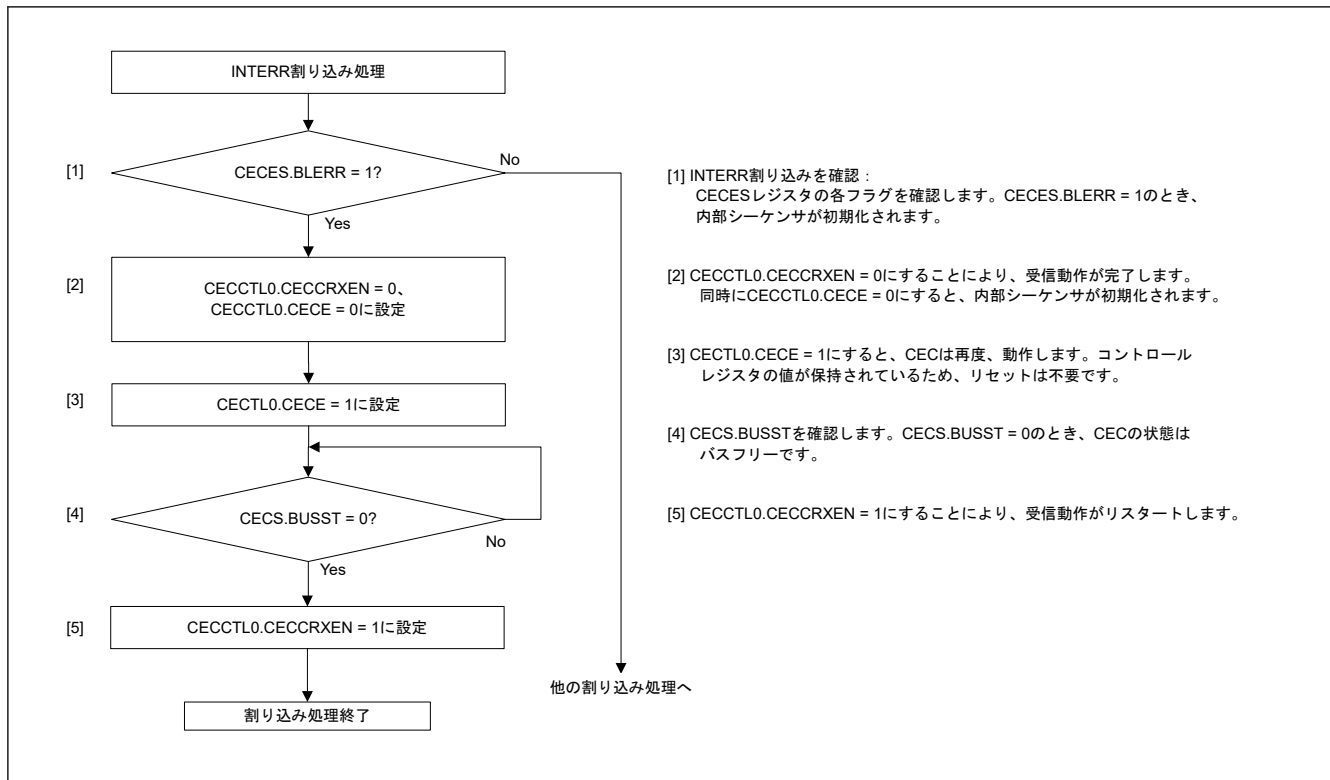 INTERR割り込み処理
[1]
CECES.BLERR = 1?
No
Yes
[2]
CECCTL0.CECCRXEN = 0、
CECCTL0.CECE = 0に設定
[3]
CECTL0.CECE = 1に設定
[4]
CECS.BUSST = 0?
No
Yes
[5]
CECCTL0.CECCRXEN = 1に設定
割り込み処理終了
他の割り込み処理へ
[1] INTERR割り込みを確認：
CECESレジスタの各フラグを確認します。CECES.BLERR = 1のとき、
内部シーケンサが初期化されます。
[2] CECCTL0.CECCRXEN = 0にすることにより、受信動作が完了します。
同時にCECCTL0.CECE = 0にすると、内部シーケンサが初期化されます。
[3] CECTL0.CECE = 1にすると、CECは再度、動作します。コントロール
レジスタの値が保持されているため、リセットは不要です。
[4] CECS.BUSSTを確認します。CECS.BUSST = 0のとき、CECの状態は
バスフリーです。
[5] CECCTL0.CECCRXEN = 1にすることにより、受信動作がリスタートします。